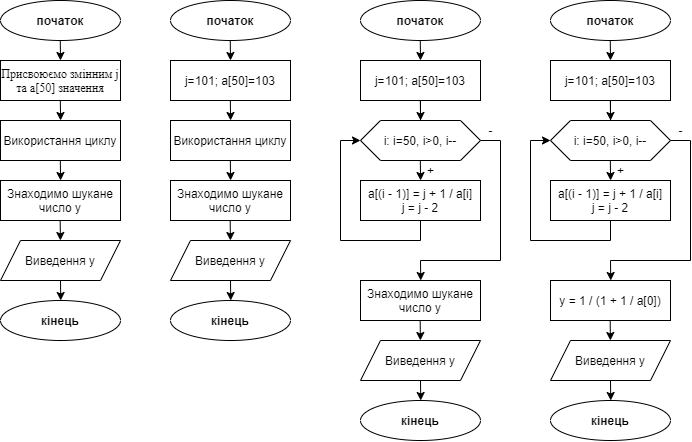 початок
Присвоюємо змінним j
та a[50] значення
Використання циклу
Знаходимо шукане
число y
Виведення y
кінець
початок
j=101; a[50]=103
Використання циклу
Знаходимо шукане
число y
Виведення y
кінець
початок
j=101; a[50]=103
i: i=50, i>0, i--
-
+
a[(i - 1)] = j + 1 / a[i]
j = j - 2
Знаходимо шукане
число y
Виведення y
кінець
початок
j=101; a[50]=103
i: i=50, i>0, i--
-
+
a[(i - 1)] = j + 1 / a[i]
j = j - 2
y = 1 / (1 + 1 / a[0])
Виведення y
кінець